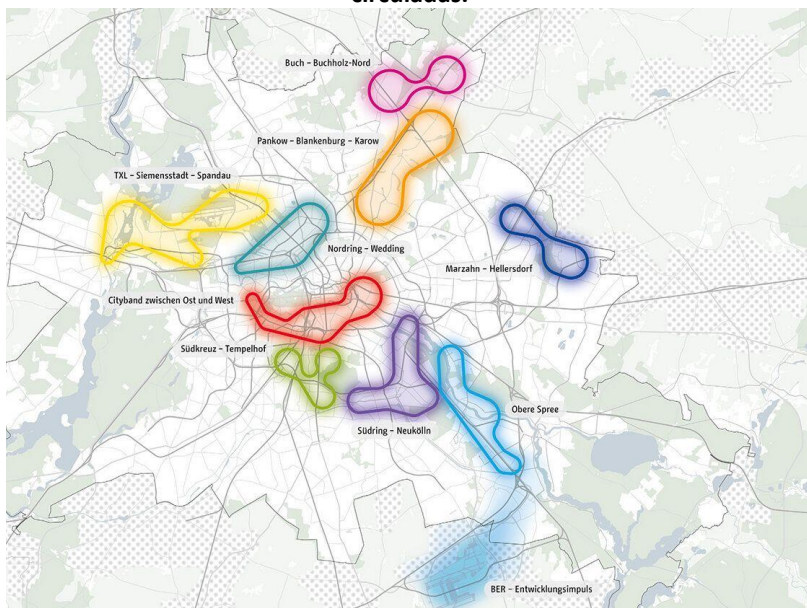 Buch – Buchholz-Nord
Pankow – Blankenburg – Karow
TXL – Siemensstadt – Spandau
Nordring – Wedding
Marzahn – Hellersdorf
Cityband zwischen Ost und West
Südkreuz – Tempelhof
Obere Spree
Südring – Neukölln
BER – Entwicklungsimpuls